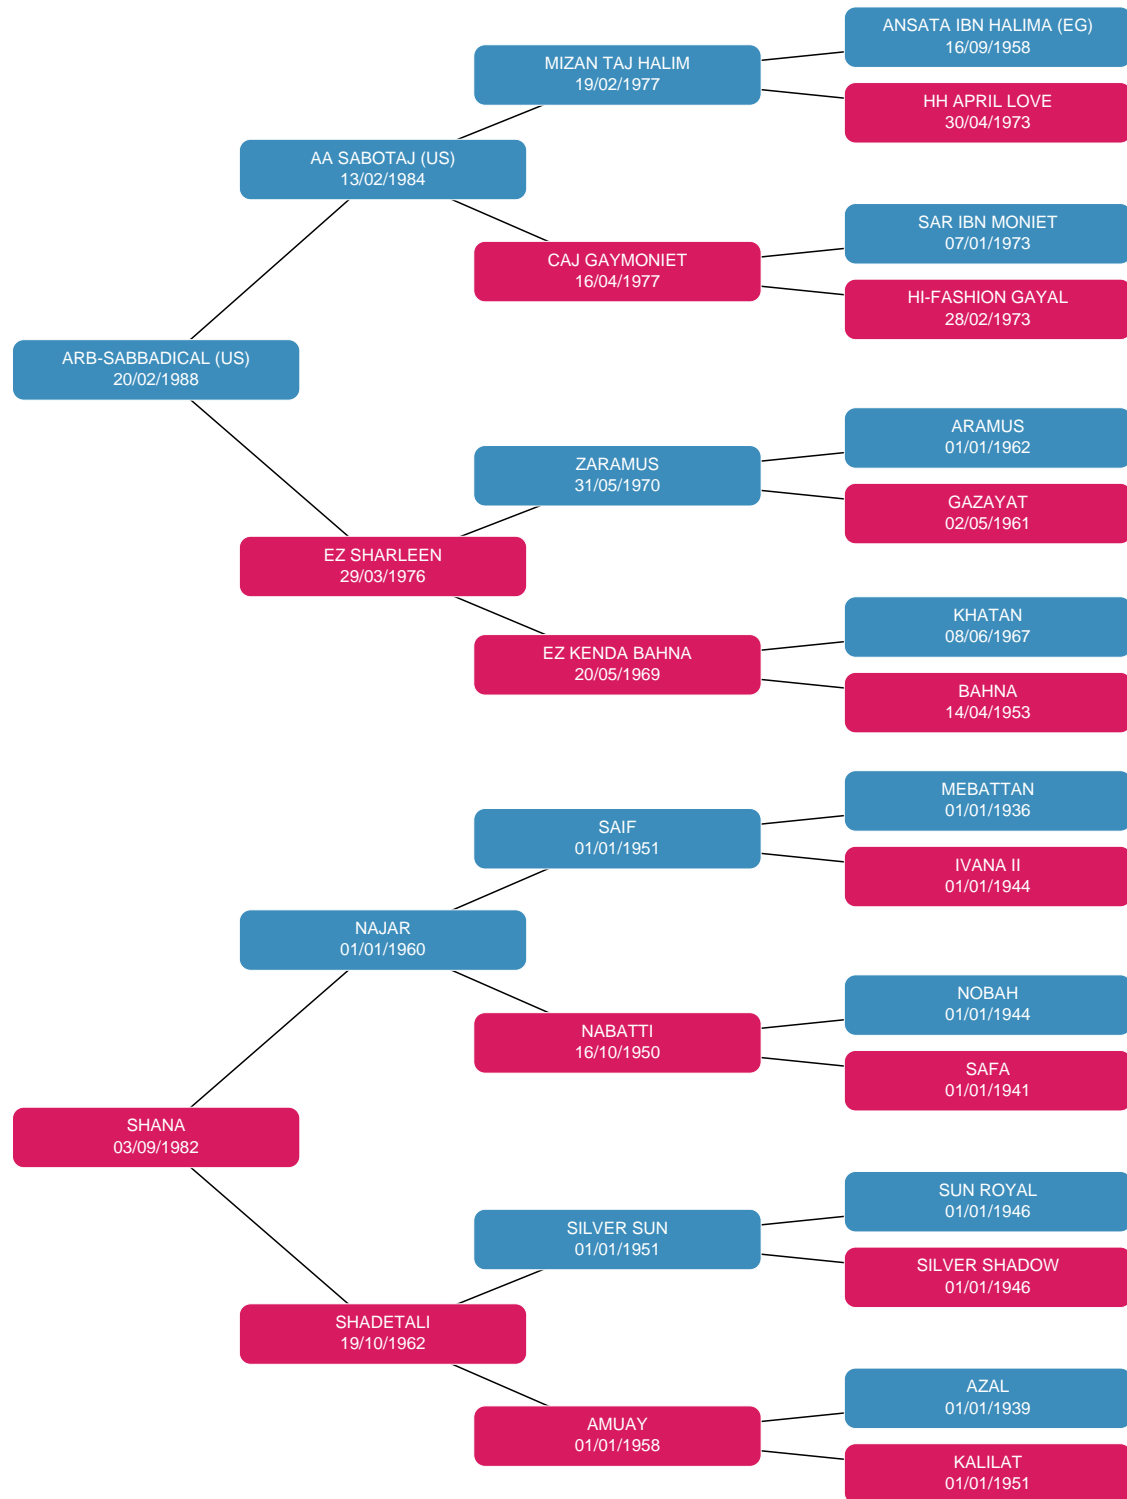 ANSATA IBN HALIMA (EG)
16/09/1958
MIZAN TAJ HALIM
19/02/1977
HH APRIL LOVE
30/04/1973
AA SABOTAJ (US)
13/02/1984
SAR IBN MONIET
07/01/1973
CAJ GAYMONIET
16/04/1977
HI-FASHION GAYAL
28/02/1973
ARB-SABBADICAL (US)
20/02/1988
ARAMUS
01/01/1962
ZARAMUS
31/05/1970
GAZAYAT
02/05/1961
EZ SHARLEEN
29/03/1976
KHATAN
08/06/1967
EZ KENDA BAHNA
20/05/1969
BAHNA
14/04/1953
MEBATTAN
01/01/1936
SAIF
01/01/1951
IVANA II
01/01/1944
NAJAR
01/01/1960
NOBAH
01/01/1944
NABATTI
16/10/1950
SAFA
01/01/1941
SHANA
03/09/1982
SUN ROYAL
01/01/1946
SILVER SUN
01/01/1951
SILVER SHADOW
01/01/1946
SHADETALI
19/10/1962
AZAL
01/01/1939
AMUAY
01/01/1958
KALILAT
01/01/1951